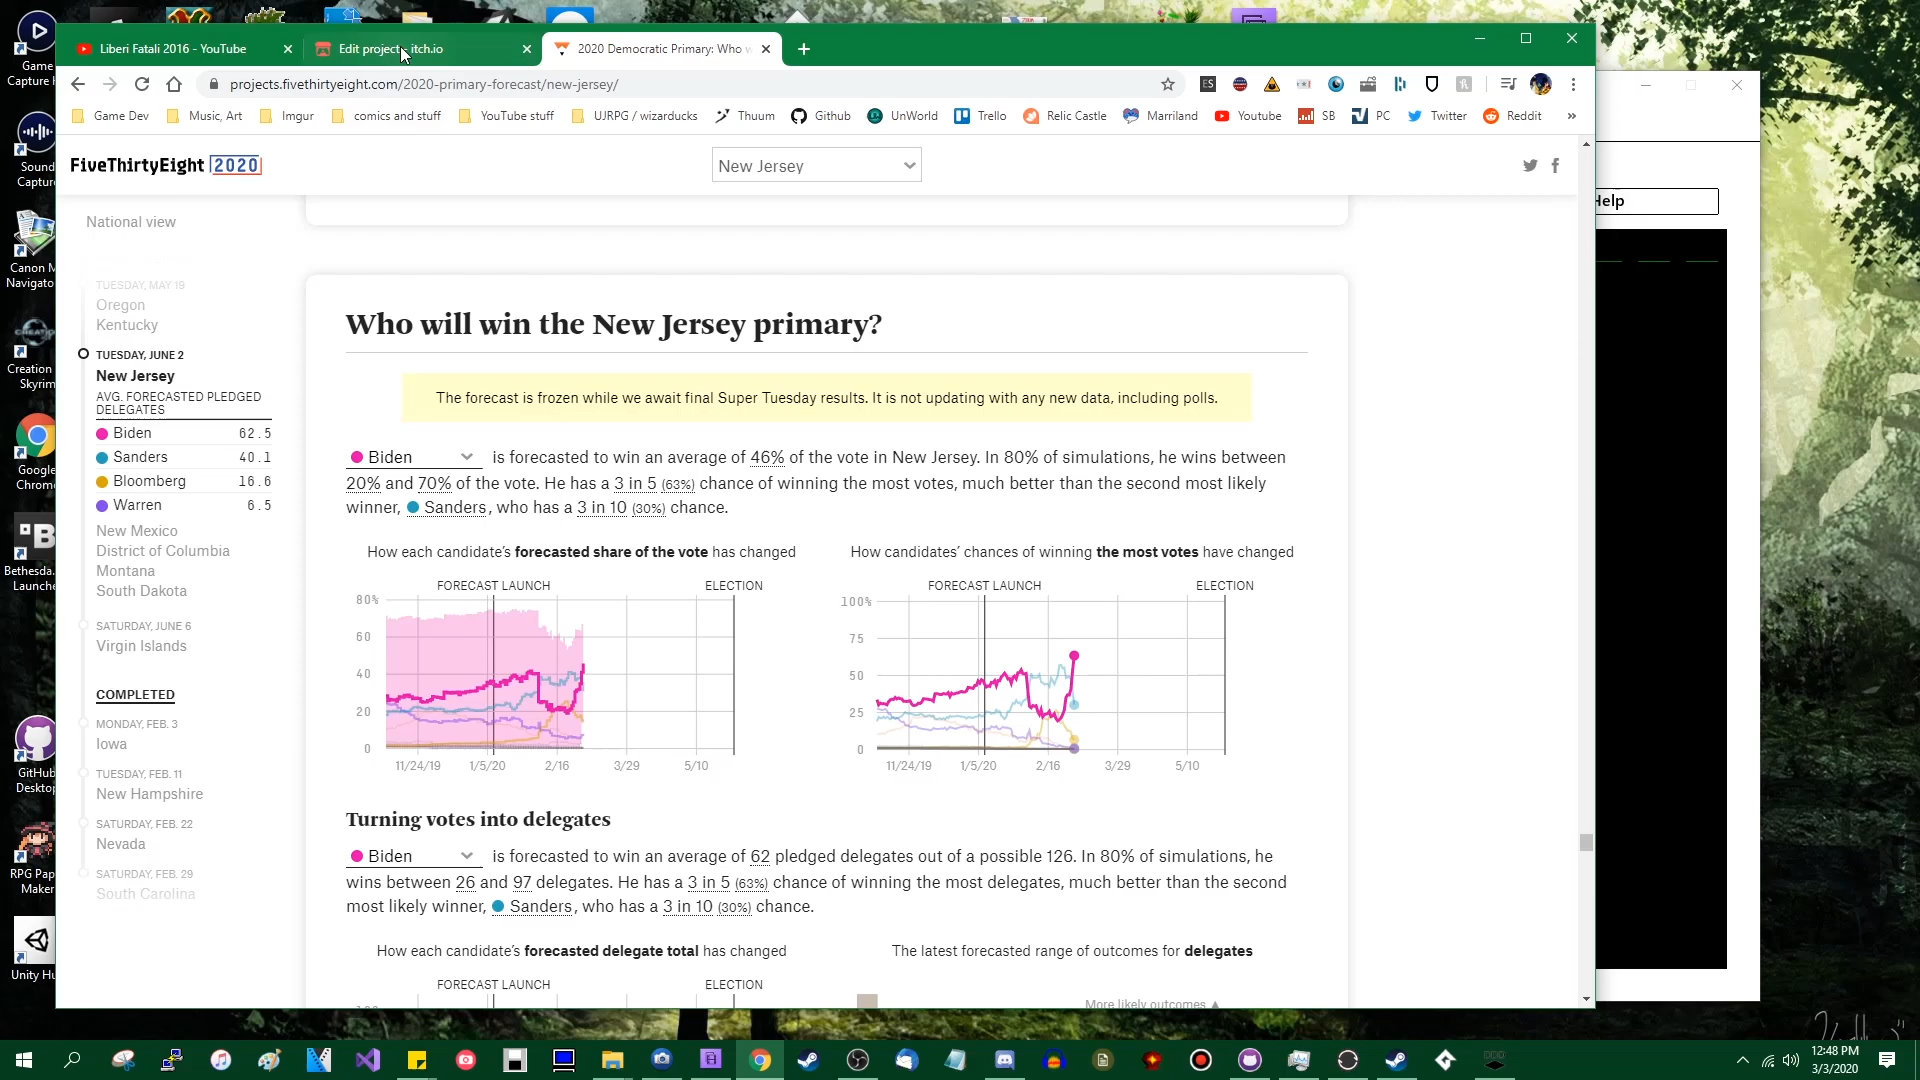 Liberi Fatali 2016 - YouTube
Edit project - itch.io
2020 Democratic Primary: Who w
projects.fivethirtyeight.com/2020-primary-forecast/new-jersey/
Game Dev
Music, Art
Imgur
comics and stuff
YouTube stuff
UJRPG / wizarducks
Thuum
Github
UnWorld
Trello
Relic Castle
Marriland
Youtube
SB
PC
Twitter
Reddit
»
FiveThirtyEight 2020
New Jersey
Help
National view
TUESDAY, MAY 19
Oregon
Kentucky
TUESDAY, JUNE 2
New Jersey
AVG. FORECASTED PLEDGED
DELEGATES
Biden 62.5
Sanders 40.1
Bloomberg 16.6
Warren 6.5
New Mexico
District of Columbia
Montana
South Dakota
SATURDAY, JUNE 6
Virgin Islands
COMPLETED
MONDAY, FEB. 3
Iowa
TUESDAY, FEB. 11
New Hampshire
SATURDAY, FEB. 22
Nevada
SATURDAY, FEB. 29
South Carolina
Who will win the New Jersey primary?
The forecast is frozen while we await final Super Tuesday results. It is not updating with any new data, including polls.
Biden is forecasted to win an average of 46% of the vote in New Jersey. In 80% of simulations, he wins between
20% and 70% of the vote. He has a 3 in 5 (63%) chance of winning the most votes, much better than the second most likely
winner, Sanders, who has a 3 in 10 (30%) chance.
How each candidate's forecasted share of the vote has changed
FORECAST LAUNCH
ELECTION
80%
60
40
20
0
11/24/19
1/5/20
2/16
3/29
5/10
How candidates' chances of winning the most votes have changed
FORECAST LAUNCH
ELECTION
100%
75
50
25
0
11/24/19
1/5/20
2/16
3/29
5/10
Turning votes into delegates
Biden is forecasted to win an average of 62 pledged delegates out of a possible 126. In 80% of simulations, he
wins between 26 and 97 delegates. He has a 3 in 5 (63%) chance of winning the most delegates, much better than the second
most likely winner, Sanders, who has a 3 in 10 (30%) chance.
How each candidate's forecasted delegate total has changed
FORECAST LAUNCH
ELECTION
The latest forecasted range of outcomes for delegates
More likely outcomes ▲
Game
Capture
Sound
Capture
Canon M
Navigato
Creation
Skyrim
Google
Chrom
Bethesda.
Launche
GitHub
Desktop
RPG Pap
Maker
Unity Hu
ES
12:48 PM
3/3/2020